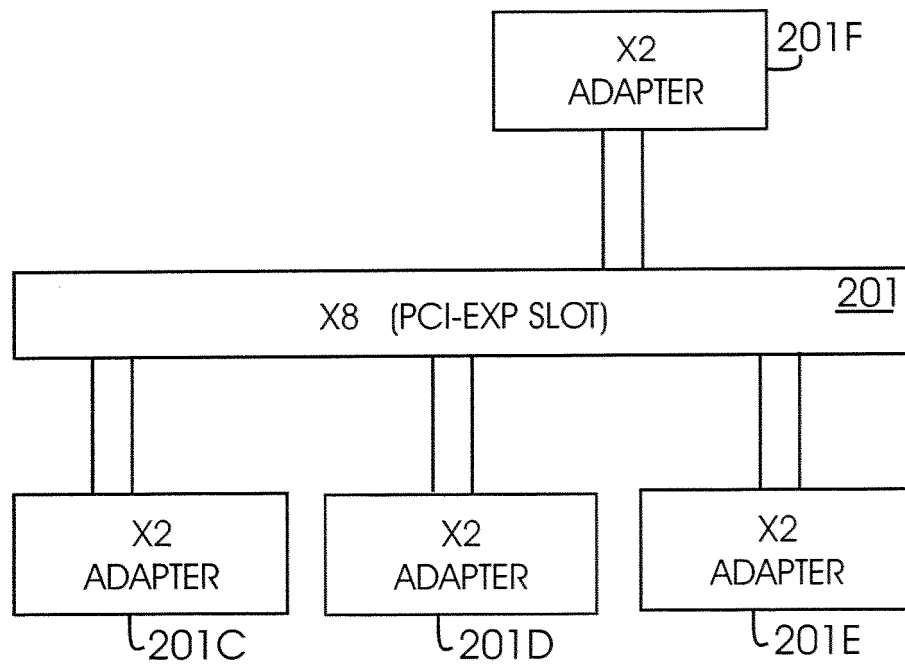 X2
ADAPTER
201F
X8 (PCI-EXP SLOT)
201
X2
ADAPTER
X2
ADAPTER
X2
ADAPTER
201C
201D
201E